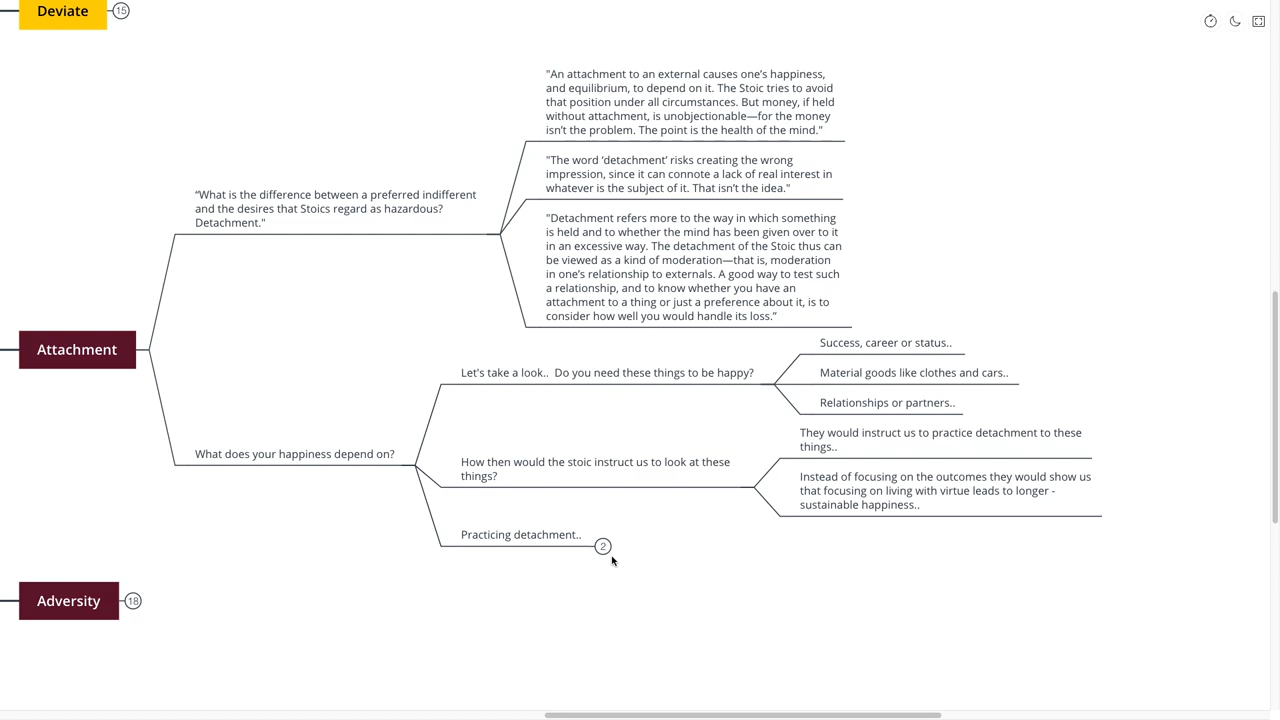 Deviate
15
"An attachment to an external causes one’s happiness,
and equilibrium, to depend on it. The Stoic tries to avoid
that position under all circumstances. But money, if held
without attachment, is unobjectionable—for the money
isn’t the problem. The point is the health of the mind."
"The word ‘detachment’ risks creating the wrong
impression, since it can connote a lack of real interest in
whatever is the subject of it. That isn’t the idea."
“What is the difference between a preferred indifferent
and the desires that Stoics regard as hazardous?
Detachment."
"Detachment refers more to the way in which something
is held and to whether the mind has been given over to it
in an excessive way. The detachment of the Stoic thus can
be viewed as a kind of moderation—that is, moderation
in one’s relationship to externals. A good way to test such
a relationship, and to know whether you have an
attachment to a thing or just a preference about it, is to
consider how well you would handle its loss.”
Attachment
What does your happiness depend on?
Let's take a look..  Do you need these things to be happy?
Success, career or status..
Material goods like clothes and cars..
Relationships or partners..
How then would the stoic instruct us to look at these
things?
They would instruct us to practice detachment to these
things..
Instead of focusing on the outcomes they would show us
that focusing on living with virtue leads to longer -
sustainable happiness..
Practicing detachment..
2
Adversity
18